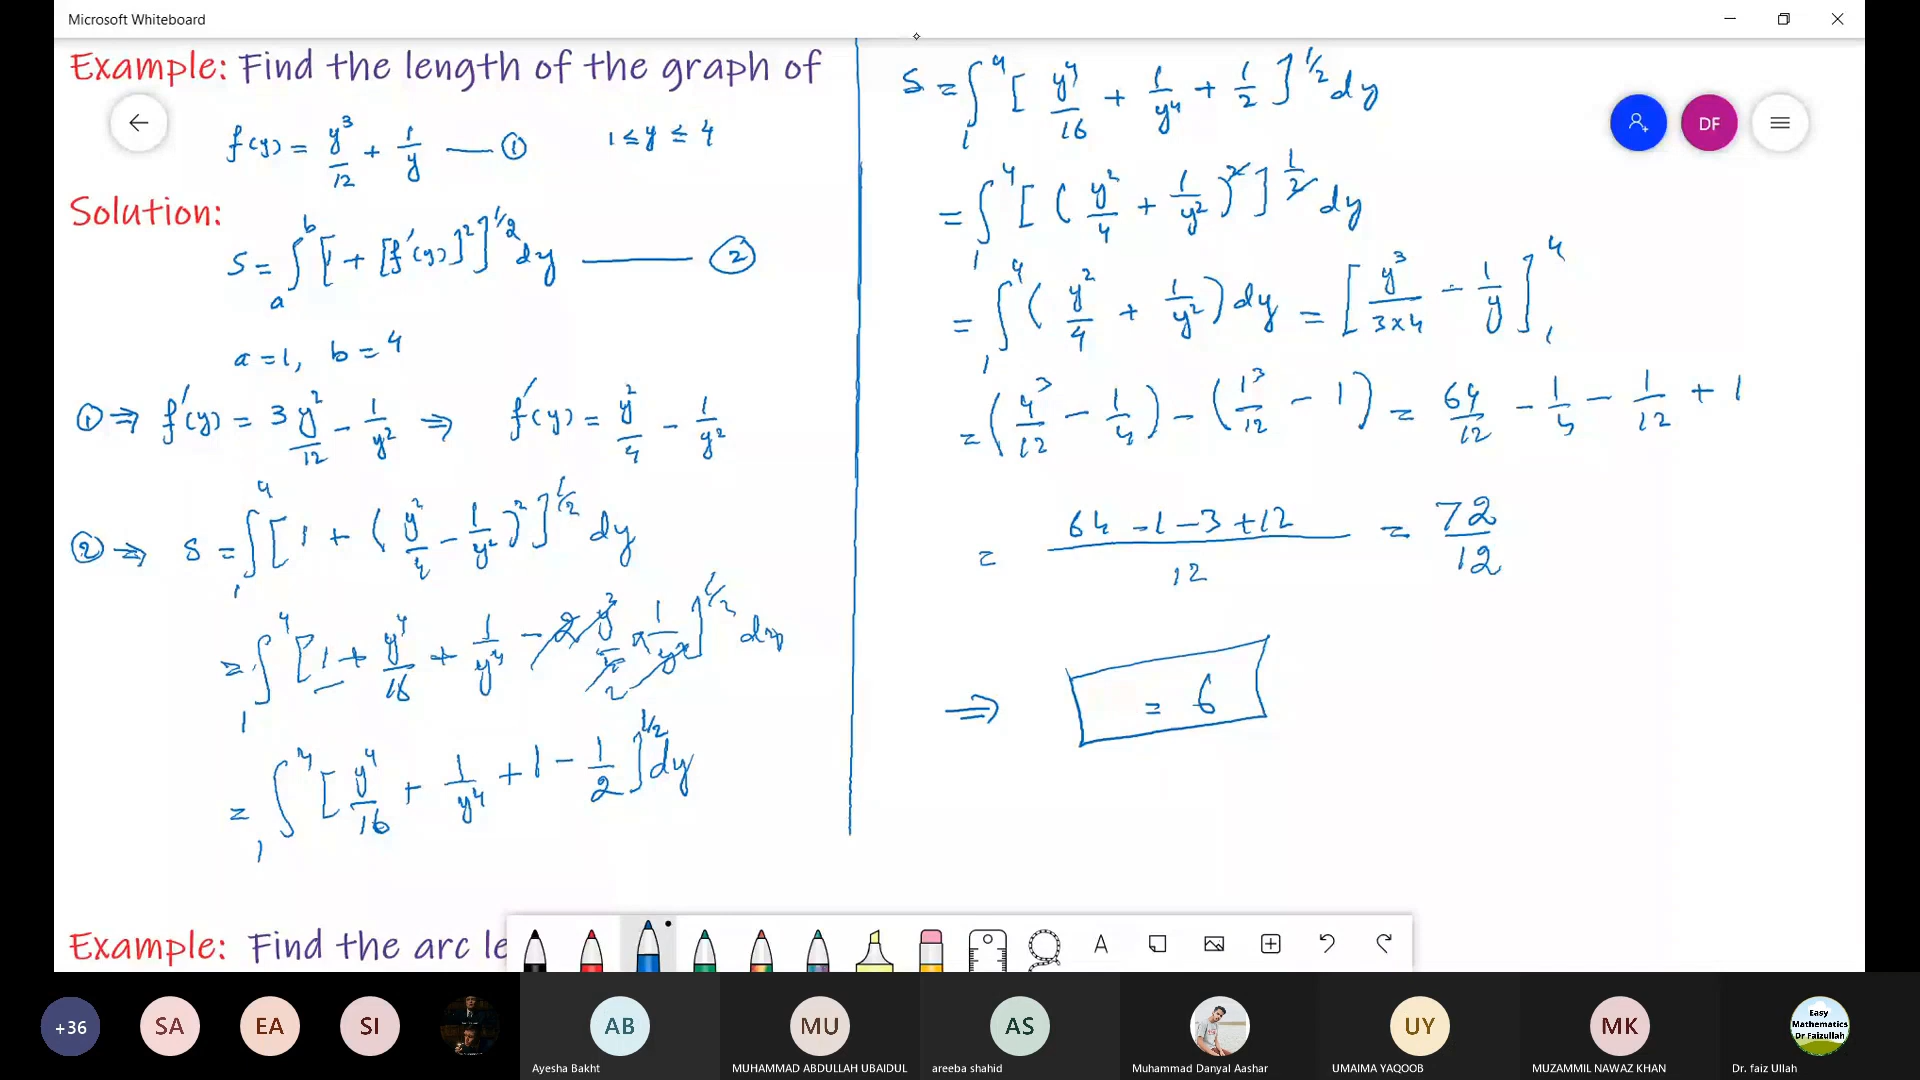 Microsoft Whiteboard
Example: Find the length of the graph of
f(y) = y³/12 + 1/y —— ① 1 ≤ y ≤ 4
Solution:
S = ∫ₐᵇ [1 + [f'(y)]²]^1/2 dy ——— ②
a = 1, b = 4
① ⇒ f'(y) = 3y²/12 - 1/y² ⇒ f'(y) = y²/4 - 1/y²
② ⇒ S = ∫₁⁴ [1 + (y²/4 - 1/y²)²]^1/2 dy
= ∫₁⁴ [1 + y⁴/16 + 1/y⁴ - 2 y²/4 × 1/y²]^1/2 dy
2
= ∫₁⁴ [y⁴/16 + 1/y⁴ + 1 - 1/2]^1/2 dy
S = ∫₁⁴ [y⁴/16 + 1/y⁴ + 1/2]^1/2 dy
= ∫₁⁴ [(y²/4 + 1/y²)²]^1/2 dy
= ∫₁⁴ (y²/4 + 1/y²) dy = [y³/3×4 - 1/y]₁⁴
= (4³/12 - 1/4) - (1³/12 - 1) = 64/12 - 1/4 - 1/12 + 1
= 64 - 1 - 3 + 12 / 12 = 72/12
⇒ = 6
DF
Example: Find the arc le
A
+36
SA
EA
SI
AB
Ayesha Bakht
MU
MUHAMMAD ABDULLAH UBAIDUL
AS
areeba shahid
Muhammad Danyal Aashar
UY
UMAIMA YAQOOB
MK
MUZAMMIL NAWAZ KHAN
Easy
Mathematics
Dr Faizullah
Dr. faiz Ullah